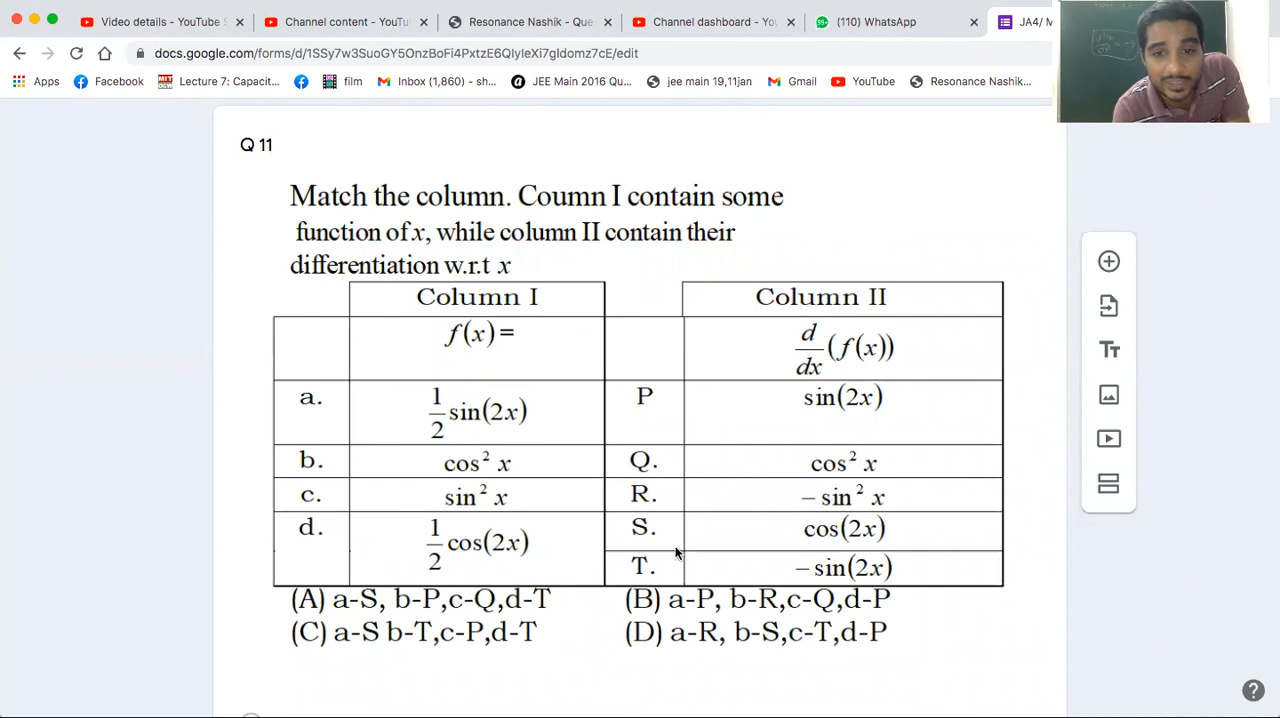 Video details - YouTube S
Channel content - YouTu
Resonance Nashik - Que
Channel dashboard - You
(110) WhatsApp
JA4/ M
docs.google.com/forms/d/1SSy7w3SuoGYSOnzBoFi4PxtzE6QlyIeXi7gIdomz7cE/edit
Apps
Facebook
MIT
Lecture 7: Capacit...
film
Inbox (1,860) - sh...
JEE Main 2016 Qu...
jee main 19,11jan
Gmail
YouTube
Resonance Nashik...
Q 11
Match the column. Coumn I contain some
function of x, while column II contain their
differentiation w.r.t x
Column I Column II
f(x)= d/dx (f(x))
a. 1/2 sin(2x) P sin(2x)
b. cos² x Q. cos² x
c. sin² x R. – sin² x
d. 1/2 cos(2x) S. cos(2x)
T. – sin(2x)
(A) a-S, b-P,c-Q,d-T (B) a-P, b-R,c-Q,d-P
(C) a-S b-T,c-P,d-T (D) a-R, b-S,c-T,d-P